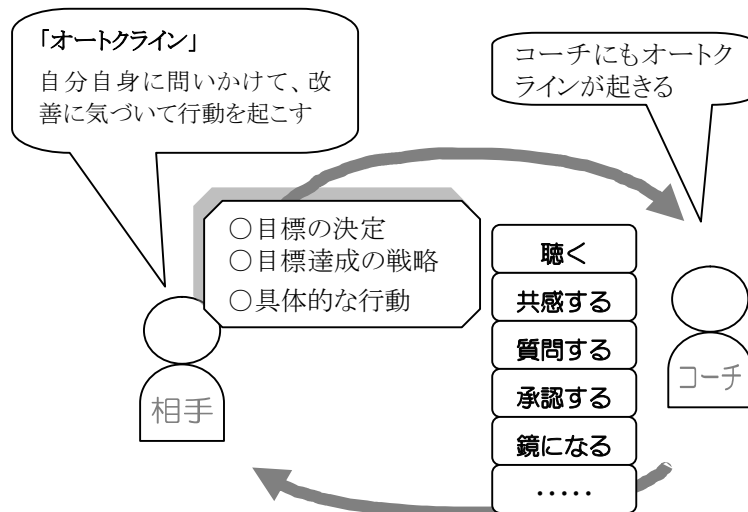 「オートクライン」
自分自身に問いかけて、改
善に気づいて行動を起こす
コーチにもオートク
ラインが起きる
○目標の決定
○目標達成の戦略
○具体的な行動
聴く
共感する
質問する
承認する
鏡になる
・・・・・
相手
コーチ